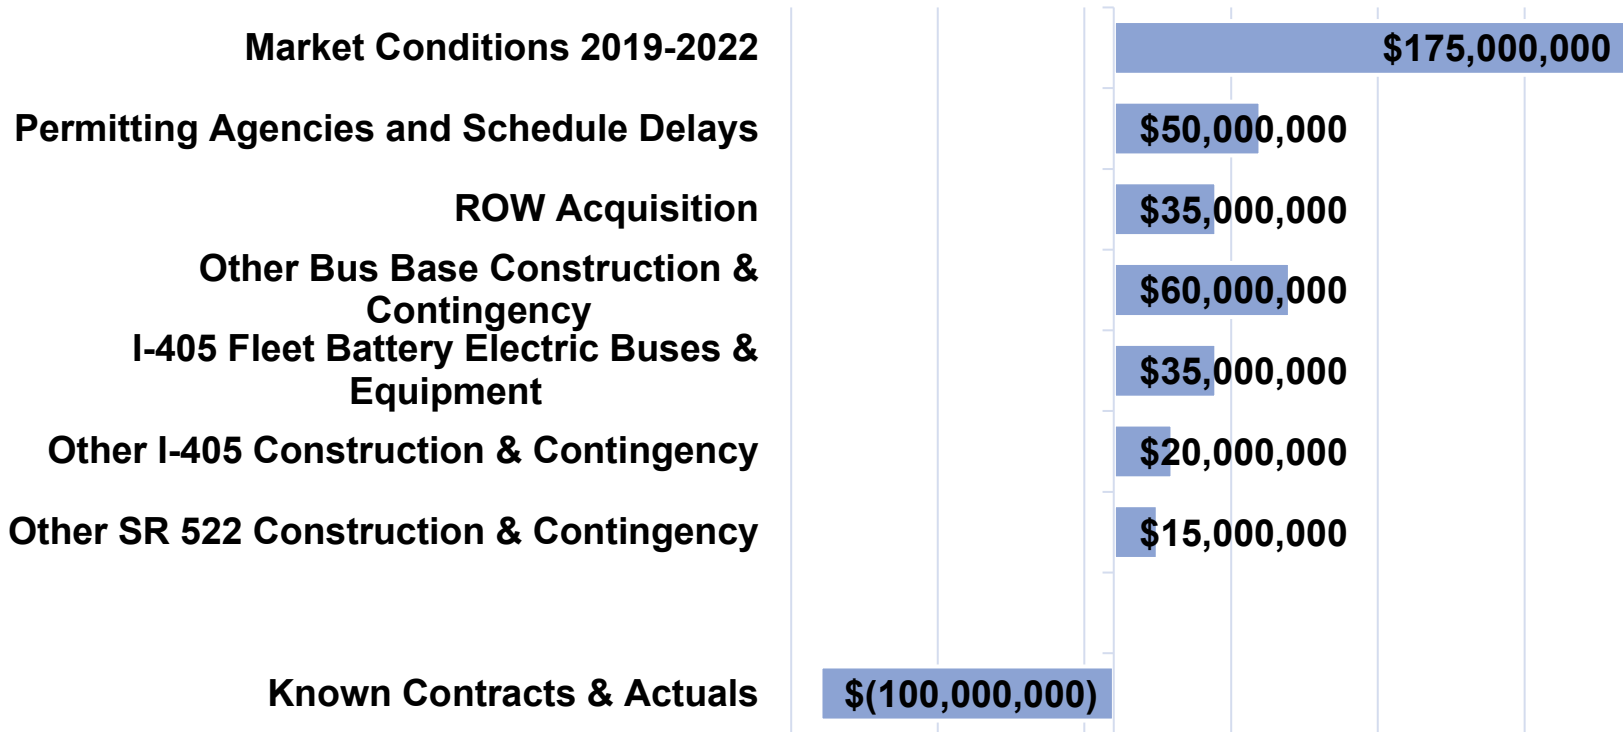 Market Conditions 2019-2022 $175,000,000
Permitting Agencies and Schedule Delays $50,000,000
ROW Acquisition $35,000,000
Other Bus Base Construction &
Contingency $60,000,000
I-405 Fleet Battery Electric Buses &
Equipment $35,000,000
Other I-405 Construction & Contingency $20,000,000
Other SR 522 Construction & Contingency $15,000,000
Known Contracts & Actuals $(100,000,000)